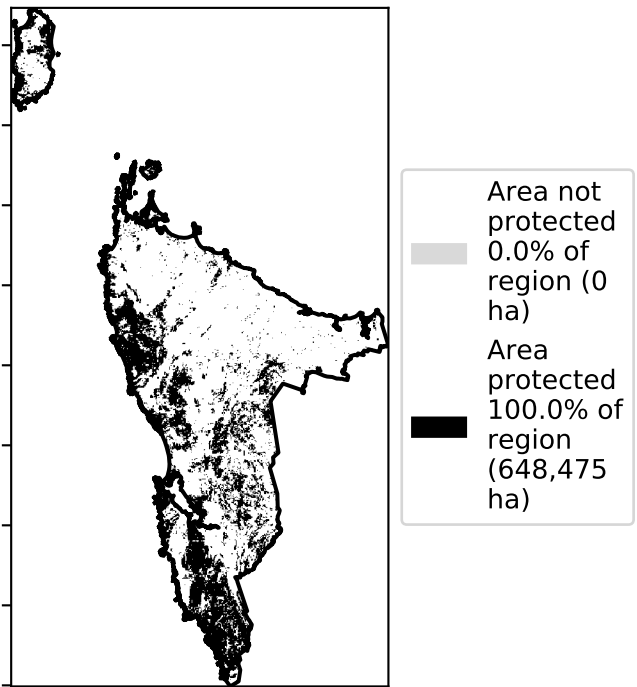 Area not
protected
0.0% of
region (0
ha)
Area
protected
100.0% of
region
(648,475
ha)